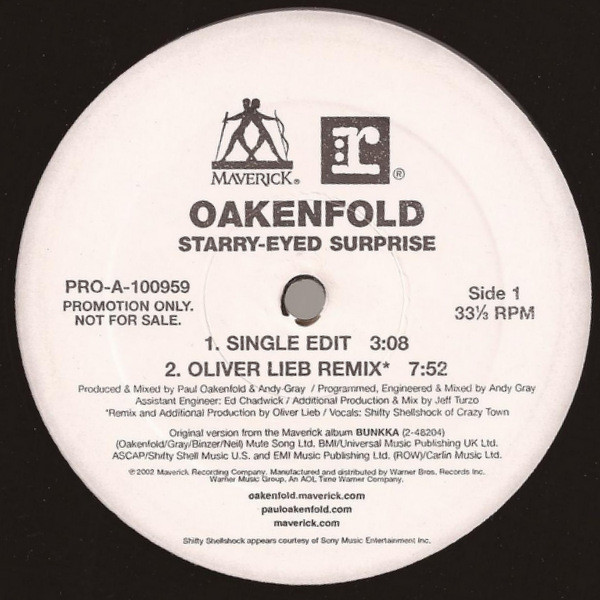 MAVERICK®
r ®
OAKENFOLD
STARRY-EYED SURPRISE
PRO-A-100959
PROMOTION ONLY.
NOT FOR SALE.
Side 1
33⅓ RPM
1. SINGLE EDIT 3:08
2. OLIVER LIEB REMIX* 7:52
Produced & Mixed by Paul Oakenfold & Andy Gray / Programmed, Engineered & Mixed by Andy Gray
Assistant Engineer: Ed Chadwick / Additional Production & Mix by Jeff Turzo
*Remix and Additional Production by Oliver Lieb / Vocals: Shifty Shellshock of Crazy Town
Original version from the Maverick album BUNKKA (2-48204)
(Oakenfold/Gray/Binzer/Neil) Mute Song Ltd. BMI/Universal Music Publishing UK Ltd.
ASCAP/Shifty Shell Music U.S. and EMI Music Publishing Ltd. (ROW)/Carlin Music Ltd.
℗2002 Maverick Recording Company. Manufactured and distributed by Warner Bros. Records Inc.
Warner Music Group. An AOL Time Warner Company.
oakenfold.maverick.com
pauloakenfold.com
maverick.com
Shifty Shellshock appears courtesy of Sony Music Entertainment Inc.